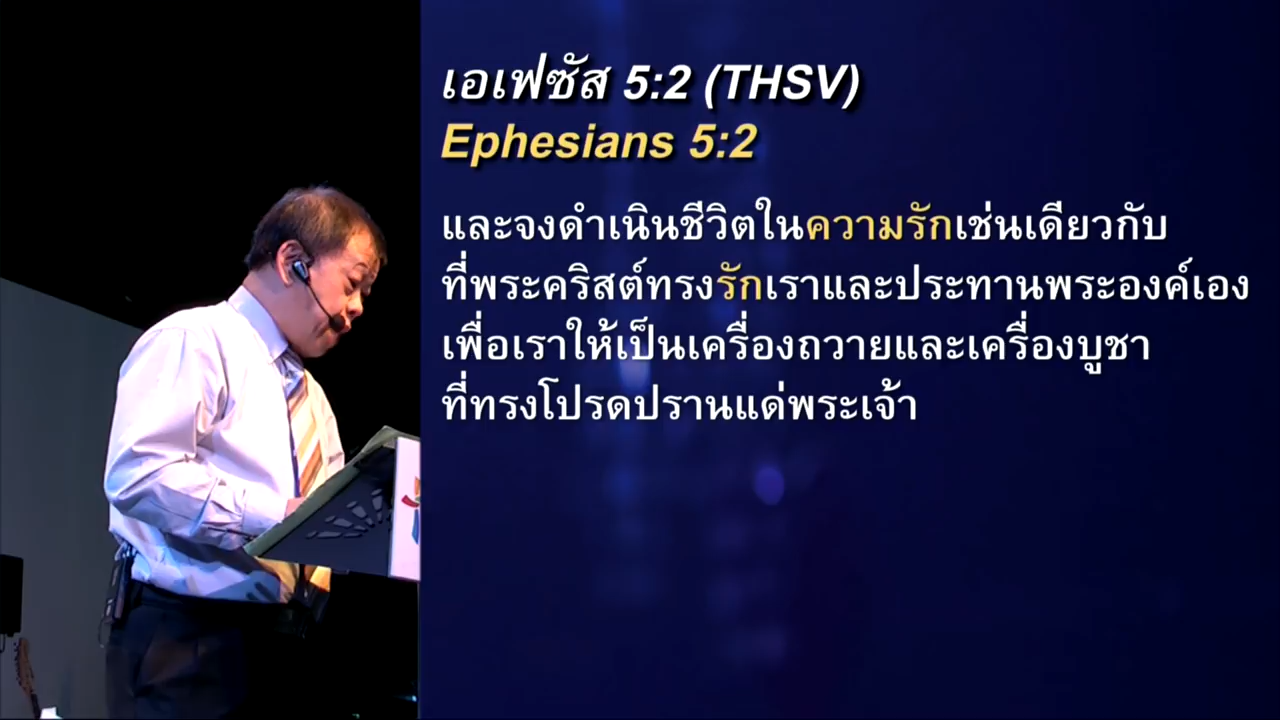 เอเฟซัส 5:2 (THSV)
Ephesians 5:2
และจงดำเนินชีวิตในความรักเช่นเดียวกับ
ที่พระคริสต์ทรงรักเราและประทานพระองค์เอง
เพื่อเราให้เป็นเครื่องถวายและเครื่องบูชา
ที่ทรงโปรดปรานแด่พระเจ้า